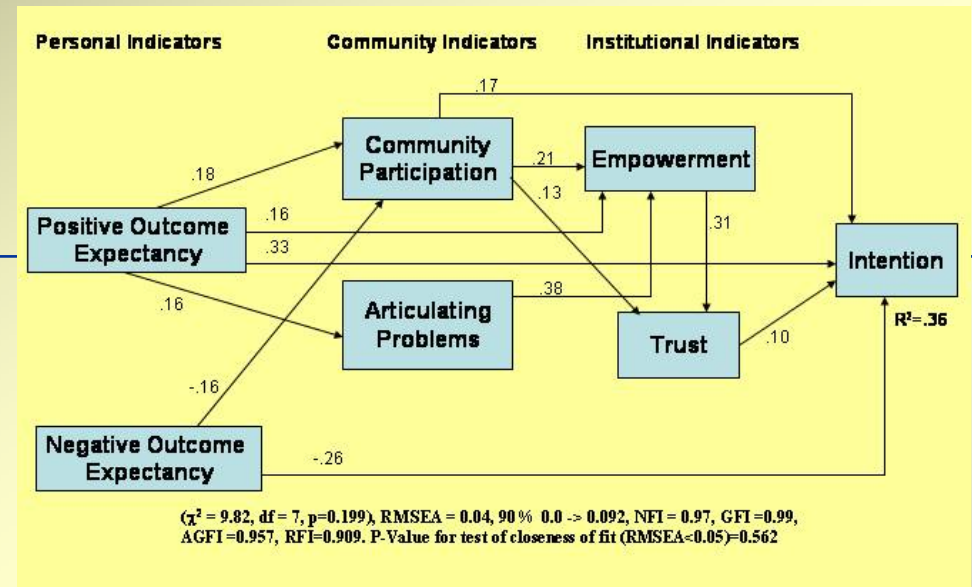 Personal Indicators
Community Indicators
Institutional Indicators
.17
Community
Participation
.21
Empowerment
.18
.13
.16
Positive Outcome
Expectancy
.33
.31
Intention
R²=.36
.16
.38
Articulating
Problems
Trust
.10
-.16
Negative Outcome
Expectancy
-.26
(χ² = 9.82, df = 7, p=0.199), RMSEA = 0.04, 90 % 0.0 -> 0.092, NFI = 0.97, GFI =0.99,
AGFI =0.957, RFI=0.909. P-Value for test of closeness of fit (RMSEA<0.05)=0.562